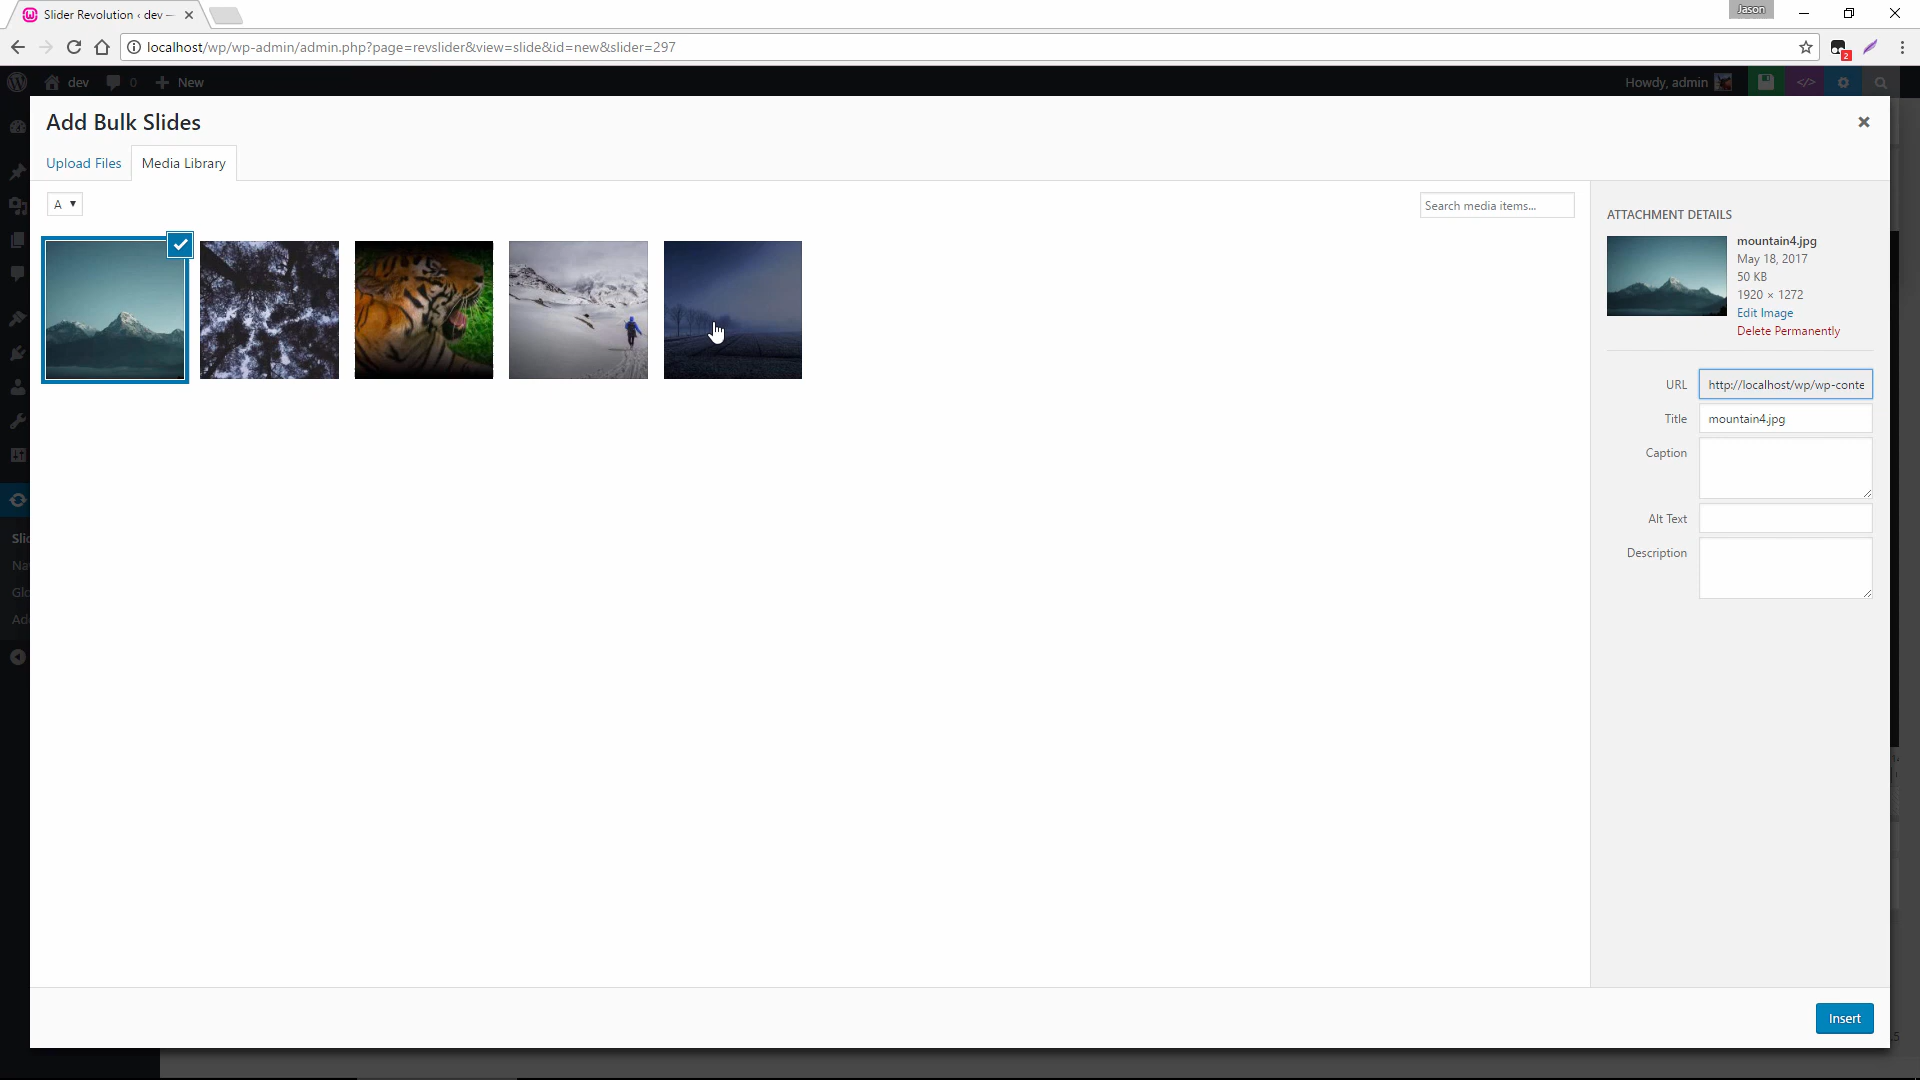 Slider Revolution ‹ dev —
Jason
localhost/wp/wp-admin/admin.php?page=revslider&view=slide&id=new&slider=297
2
dev
0
New
Howdy, admin
Add Bulk Slides
Upload Files
Media Library
A
Search media items...
ATTACHMENT DETAILS
mountain4.jpg
May 18, 2017
50 KB
1920 × 1272
Edit Image
Delete Permanently
URL
http://localhost/wp/wp-conte
Title
mountain4.jpg
Caption
Alt Text
Description
Slid
Na
Glo
Ad
Insert